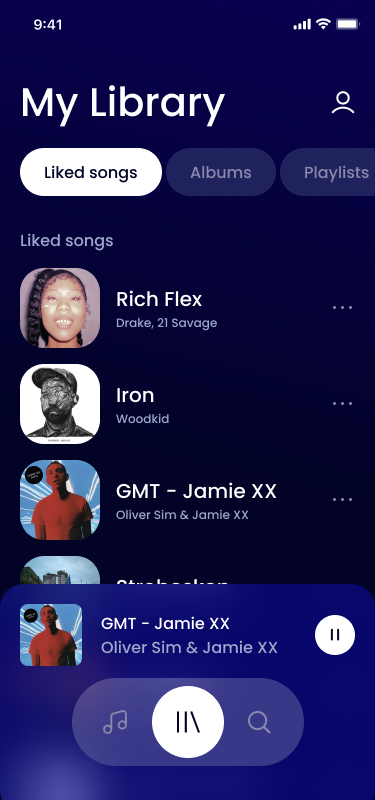 9:41
My Library
Liked songs
Albums
Playlists
Liked songs
Rich Flex
Drake, 21 Savage
Iron
Woodkid
GMT - Jamie XX
Oliver Sim & Jamie XX
GMT - Jamie XX
Oliver Sim & Jamie XX